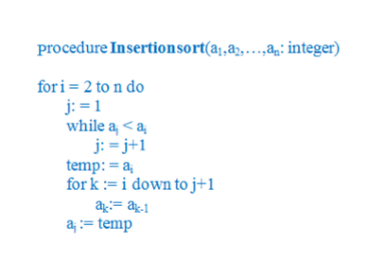 procedure Insertionsort(a₁,a₂,…,aₙ: integer)
for i = 2 to n do
j: = 1
while aⱼ < aᵢ
j: = j+1
temp: = aᵢ
for k := i down to j+1
aₖ:= aₖ₋₁
aⱼ := temp